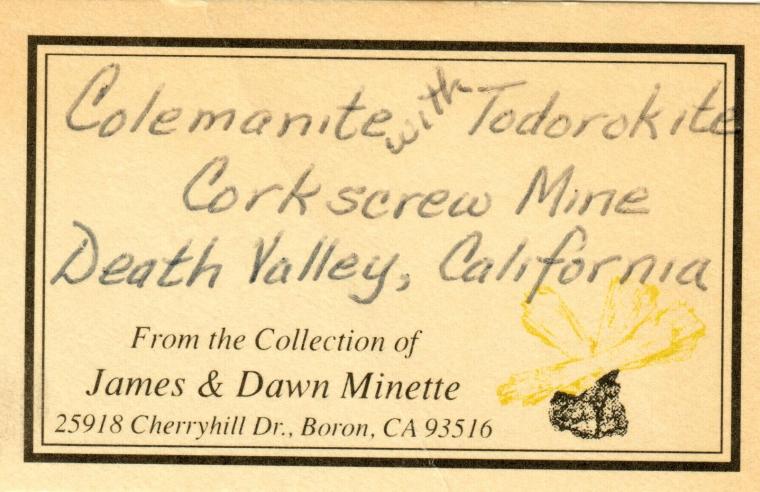 Colemanite with Todorokite
Corkscrew Mine
Death Valley, California
From the Collection of
James & Dawn Minette
25918 Cherryhill Dr., Boron, CA 93516